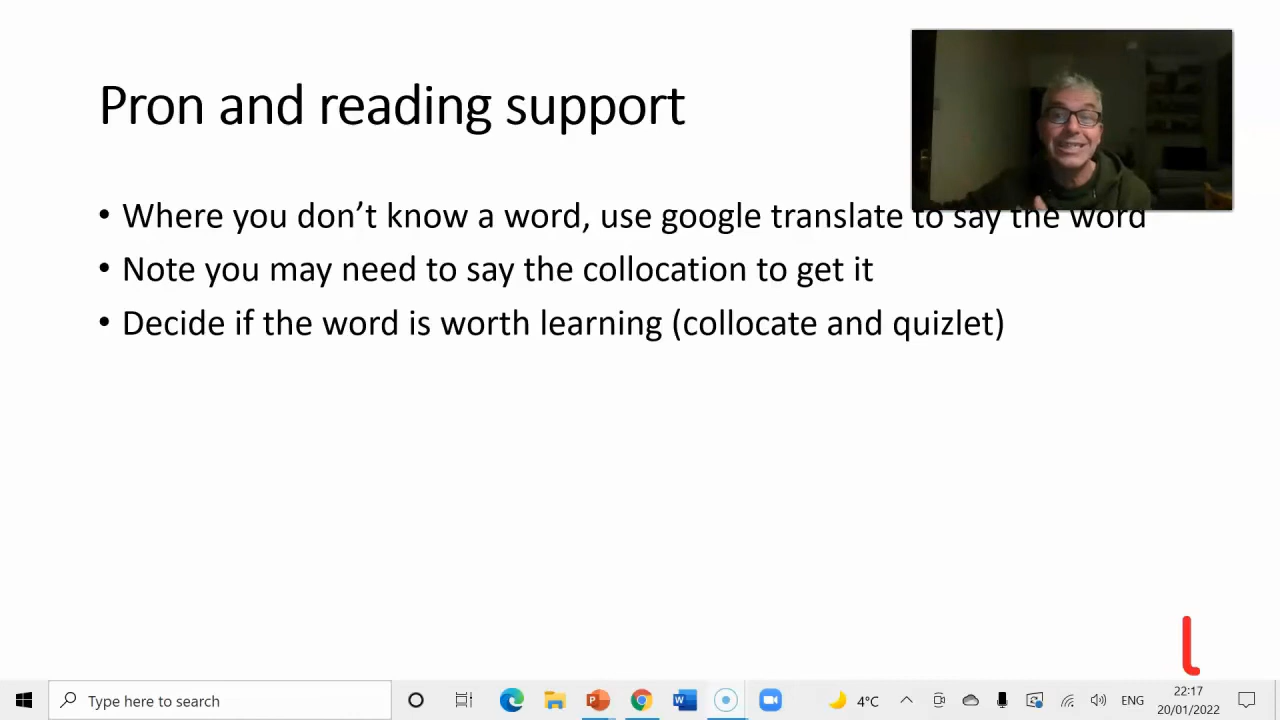 Pron and reading support
• Where you don’t know a word, use google translate to say the word
• Note you may need to say the collocation to get it
• Decide if the word is worth learning (collocate and quizlet)
Type here to search
4°C
ENG
22:17
20/01/2022